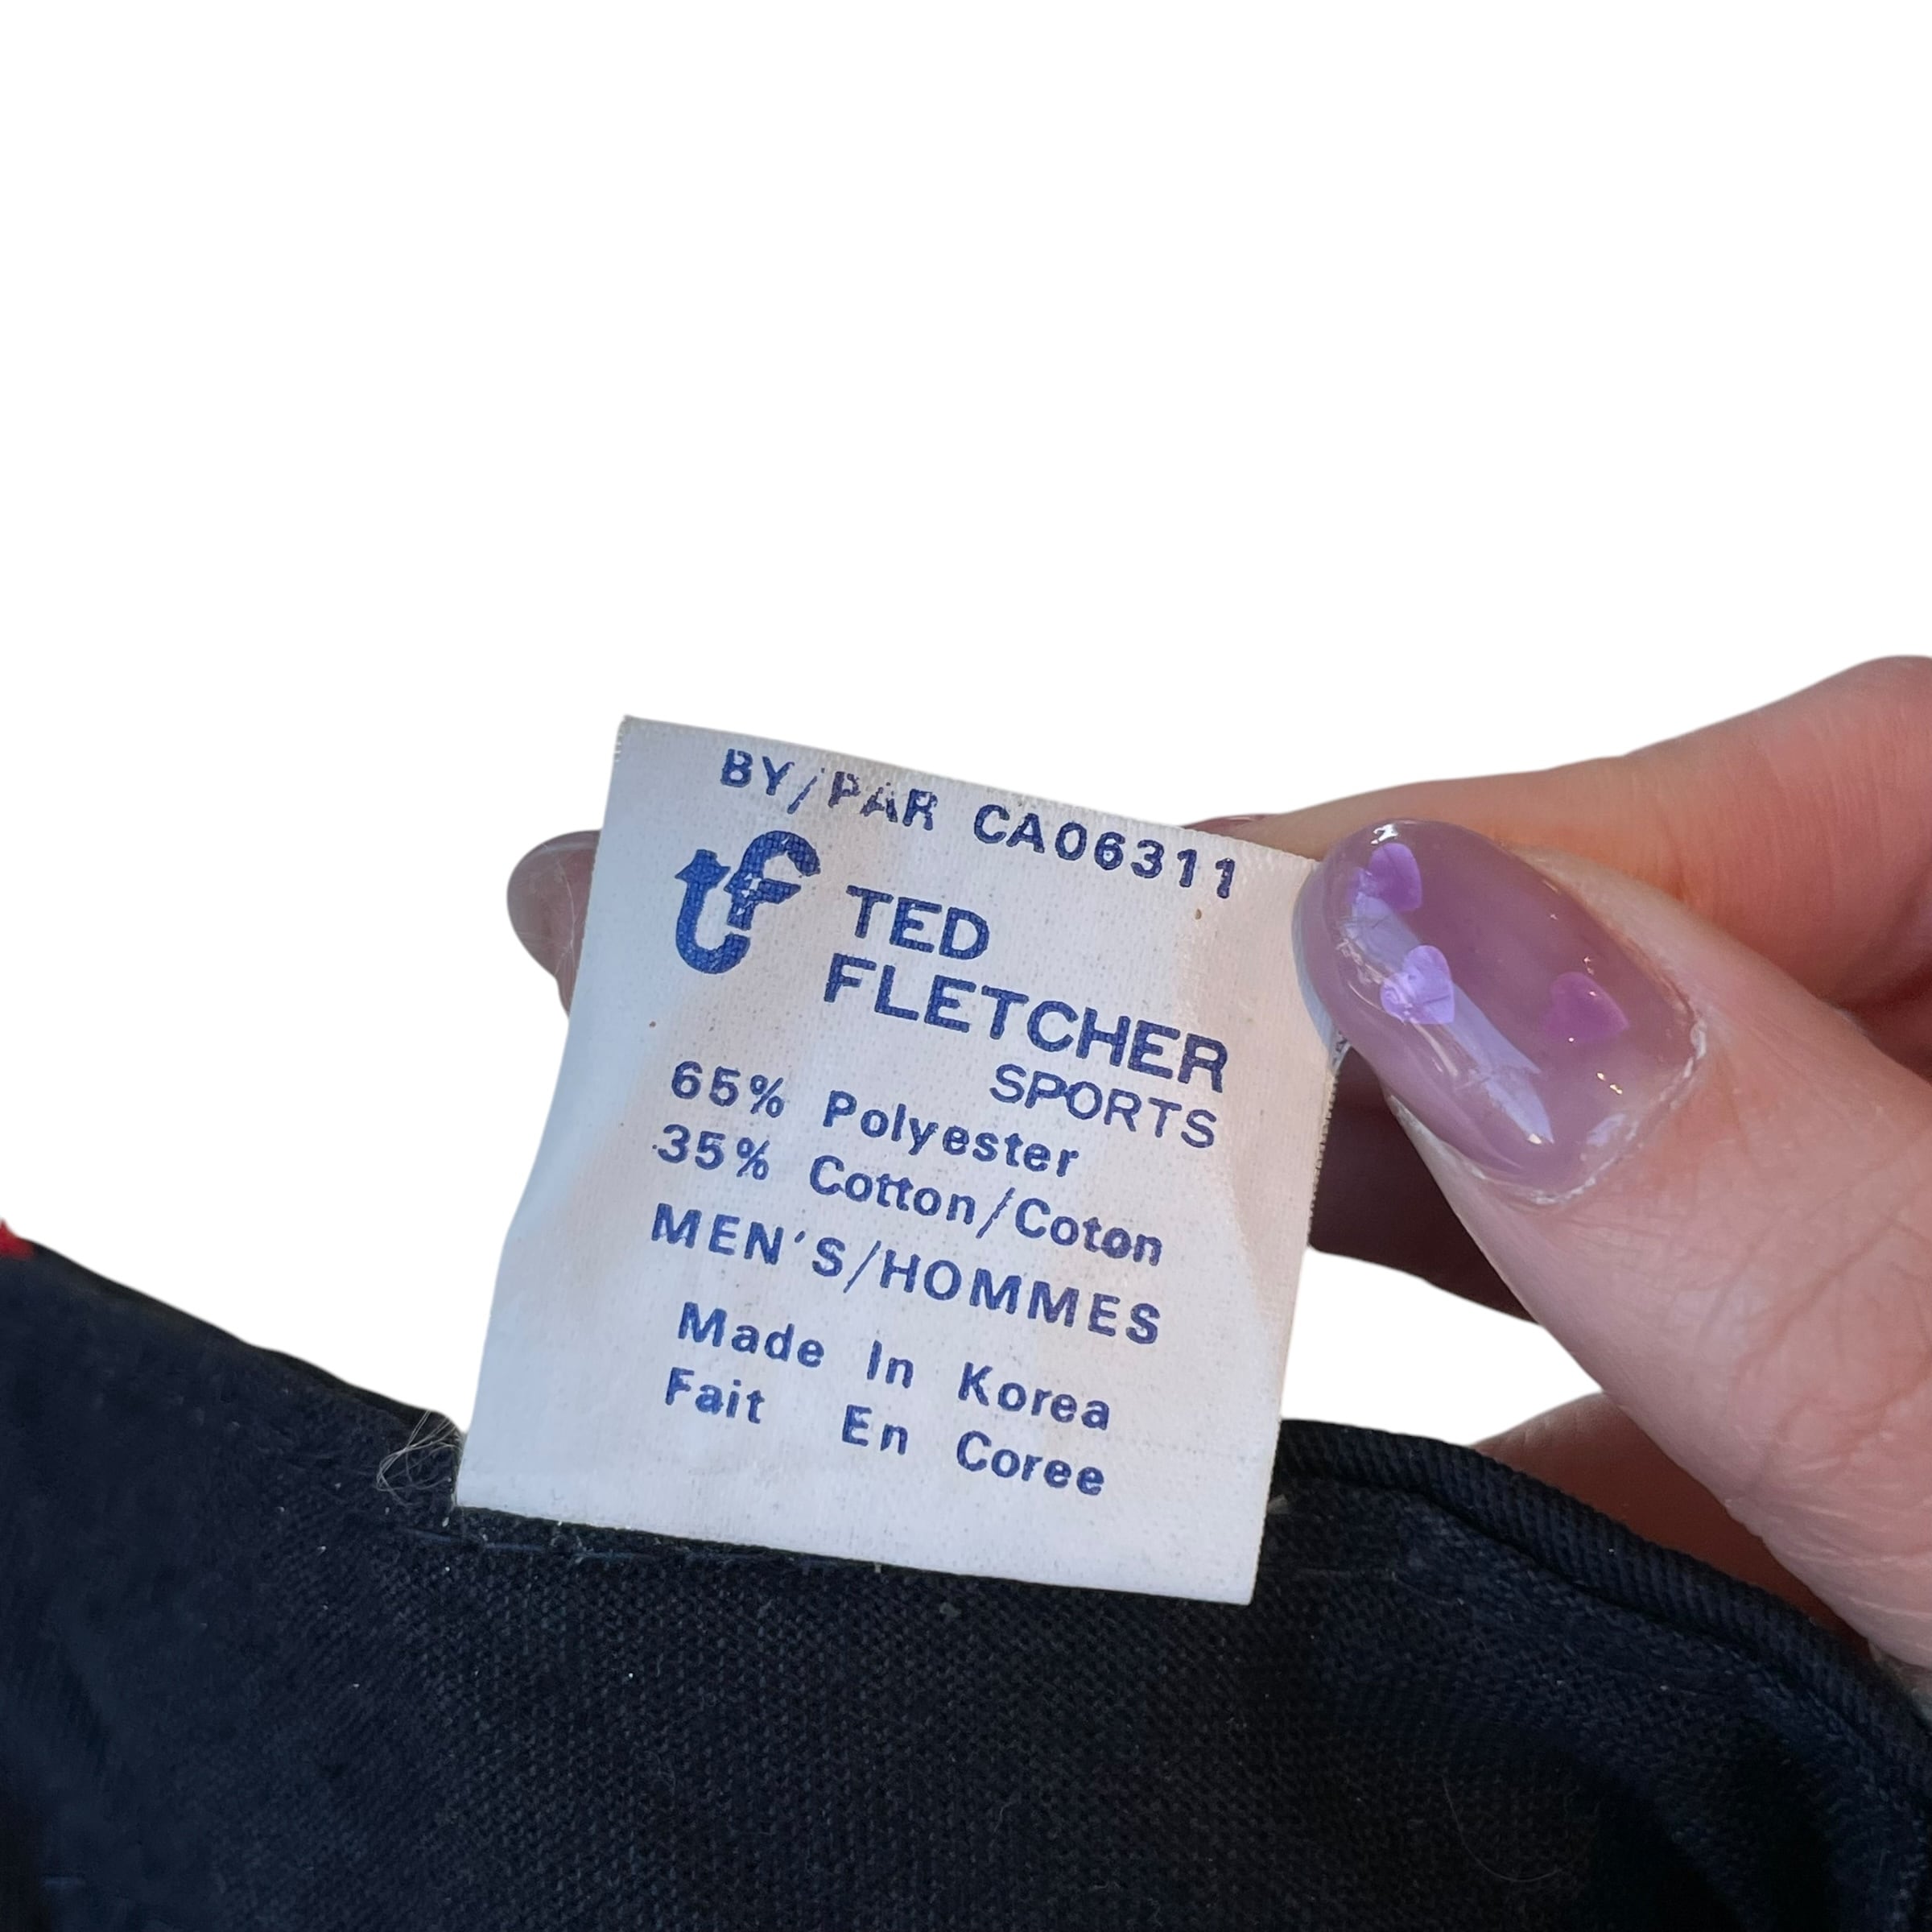 BY/PAR CA06311
tf TED
FLETCHER
SPORTS
65% Polyester
35% Cotton/Coton
MEN'S/HOMMES
Made In Korea
Fait En Coree